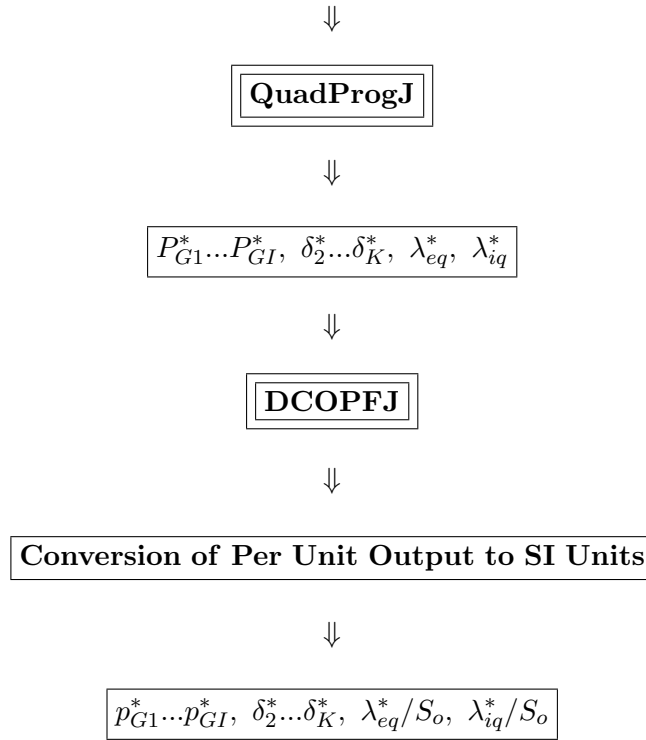 ⇓
QuadProgJ
⇓
P*_{G1}...P*_{GI}, δ*_2...δ*_K, λ*_{eq}, λ*_{iq}
⇓
DCOPFJ
⇓
Conversion of Per Unit Output to SI Units
⇓
p*_{G1}...p*_{GI}, δ*_2...δ*_K, λ*_{eq}/S_o, λ*_{iq}/S_o